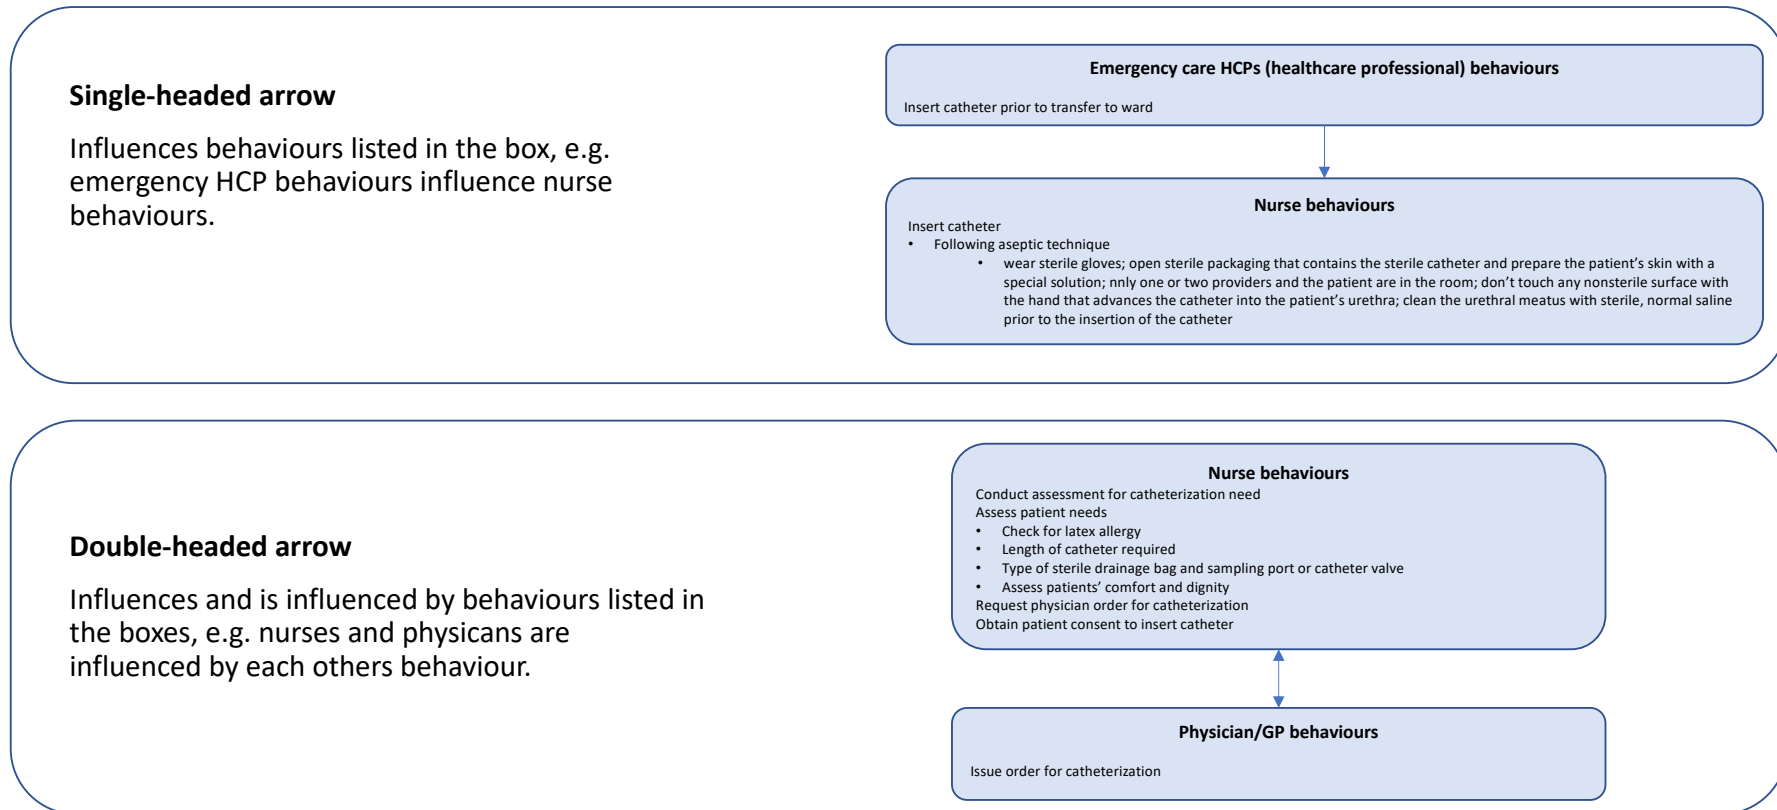 Single-headed arrow
Influences behaviours listed in the box, e.g.
emergency HCP behaviours influence nurse
behaviours.
Emergency care HCPs (healthcare professional) behaviours
Insert catheter prior to transfer to ward
Nurse behaviours
Insert catheter
• Following aseptic technique
• wear sterile gloves; open sterile packaging that contains the sterile catheter and prepare the patient’s skin with a
special solution; nnly one or two providers and the patient are in the room; don’t touch any nonsterile surface with
the hand that advances the catheter into the patient’s urethra; clean the urethral meatus with sterile, normal saline
prior to the insertion of the catheter
Double-headed arrow
Influences and is influenced by behaviours listed in
the boxes, e.g. nurses and physicans are
influenced by each others behaviour.
Nurse behaviours
Conduct assessment for catheterization need
Assess patient needs
• Check for latex allergy
• Length of catheter required
• Type of sterile drainage bag and sampling port or catheter valve
• Assess patients’ comfort and dignity
Request physician order for catheterization
Obtain patient consent to insert catheter
Physician/GP behaviours
Issue order for catheterization